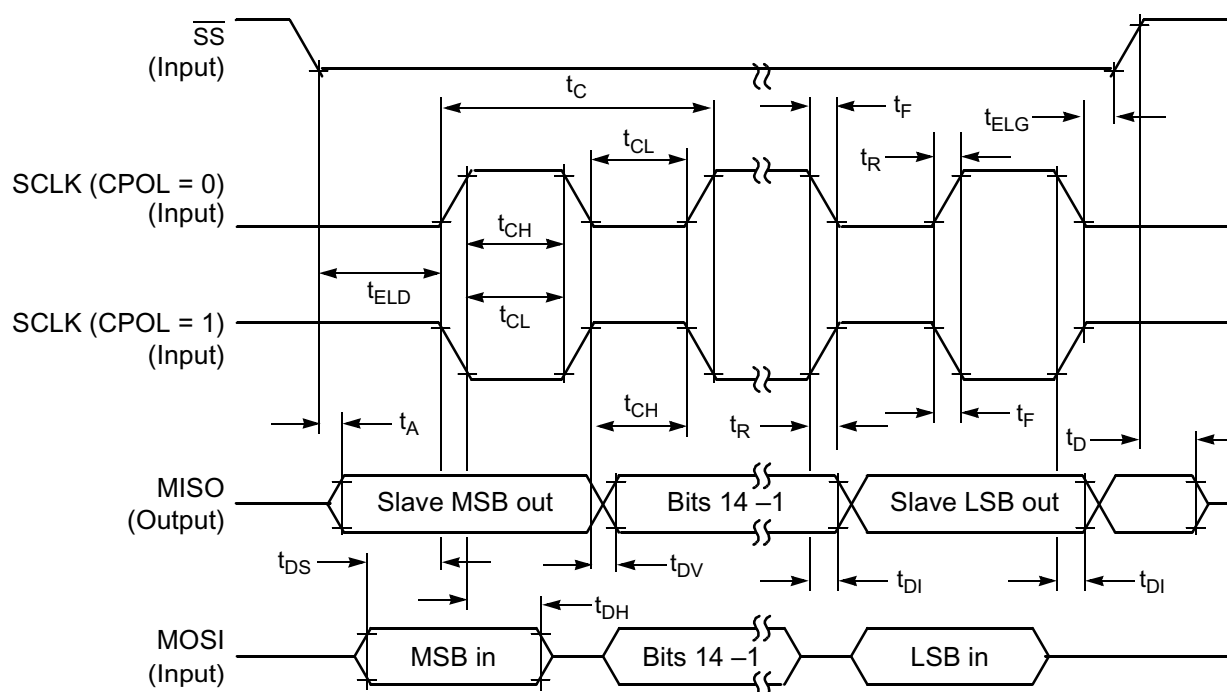 SS
(Input)
tC
tF
tELG
tCL
tR
SCLK (CPOL = 0)
(Input)
tCH
tELD
tCL
SCLK (CPOL = 1)
(Input)
tCH
tA
tR
tF
tD
MISO
(Output)
Slave MSB out
Bits 14 –1
Slave LSB out
tDS
tDV
tDI
tDI
tDH
MOSI
(Input)
MSB in
Bits 14 –1
LSB in